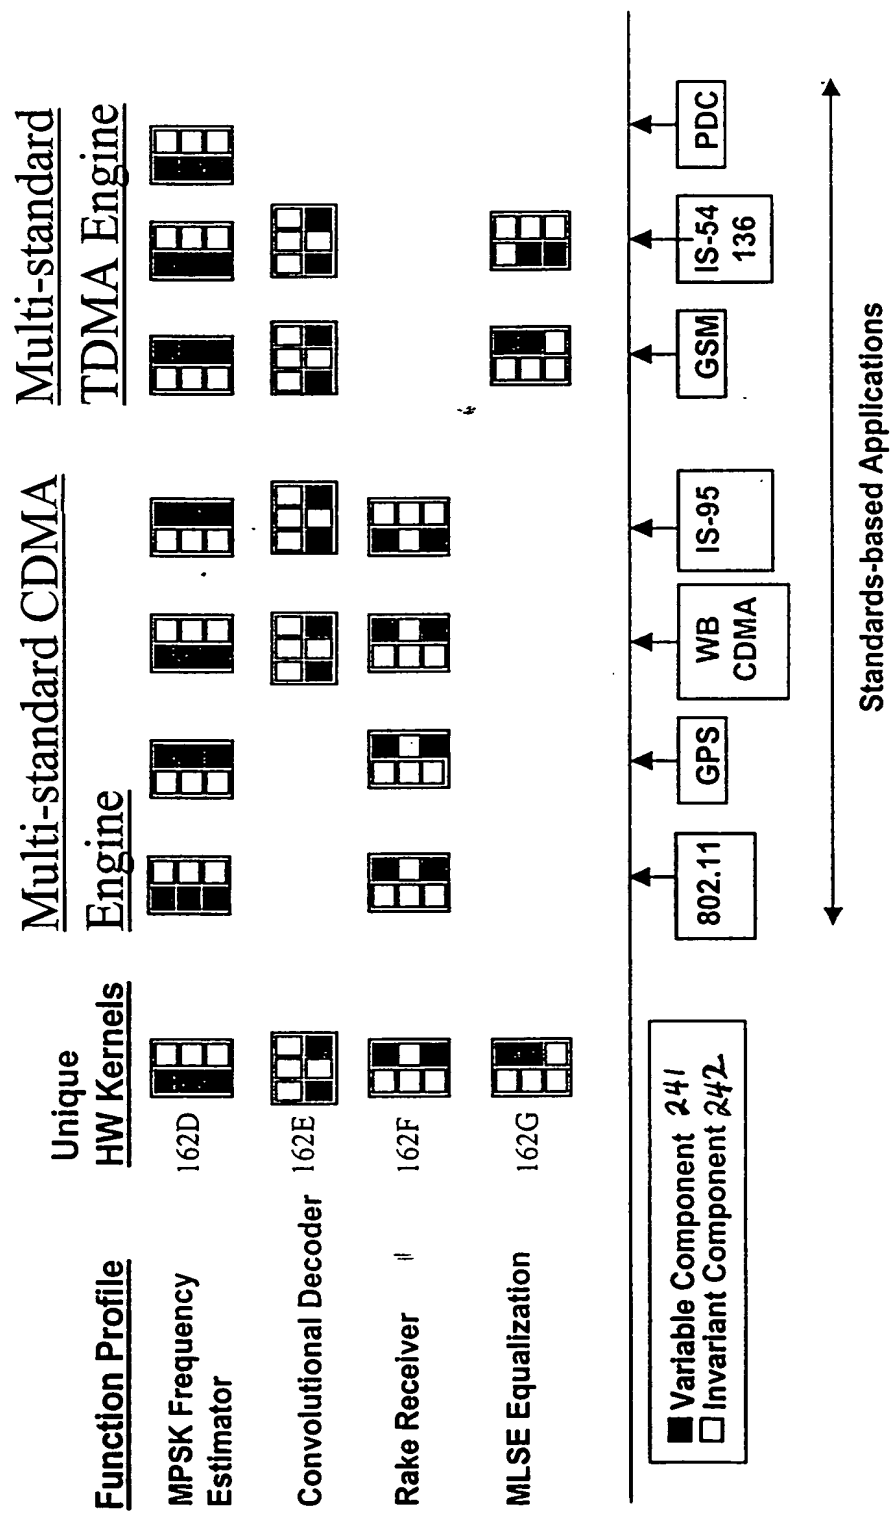 Function Profile
Unique
HW Kernels
Multi-standard CDMA
Engine
Multi-standard
TDMA Engine
MPSK Frequency
Estimator
162D
Convolutional Decoder
162E
Rake Receiver
162F
MLSE Equalization
162G
Variable Component 241
Invariant Component 242
802.11
GPS
WB
CDMA
IS-95
GSM
IS-54
136
PDC
Standards-based Applications